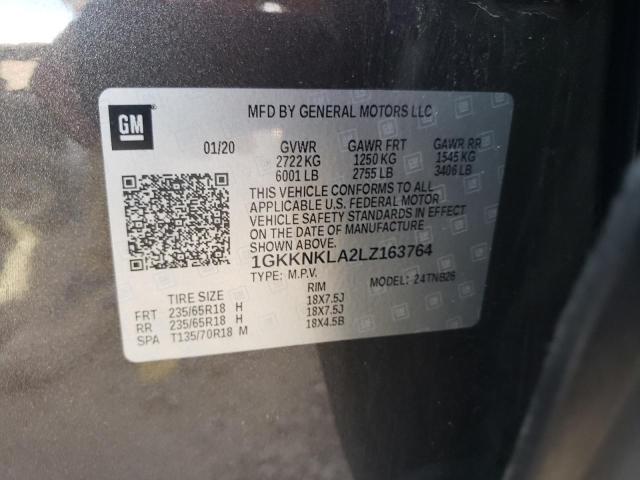 GM
MFD BY GENERAL MOTORS LLC
01/20 GVWR GAWR FRT GAWR RR
2722 KG 1250 KG 1545 KG
6001 LB 2755 LB 3406 LB
THIS VEHICLE CONFORMS TO ALL
APPLICABLE U.S. FEDERAL MOTOR
VEHICLE SAFETY STANDARDS IN EFFECT
ON THE DATE OF MANUFACTURE
SHOWN ABOVE.
1GKKNKLA2LZ163764
TYPE: M.P.V. MODEL: 24TNB26
TIRE SIZE RIM
FRT 235/65R18 H 18X7.5J
RR 235/65R18 H 18X7.5J
SPA T135/70R18 M 18X4.5B